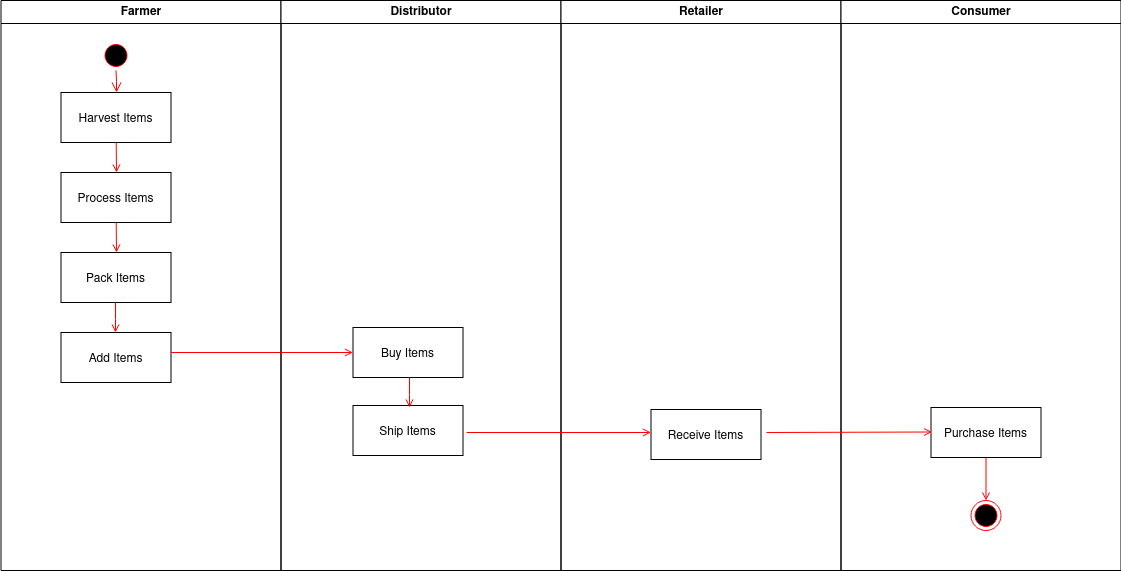 Farmer
Distributor
Retailer
Consumer
Harvest Items
Process Items
Pack Items
Add Items
Buy Items
Ship Items
Receive Items
Purchase Items